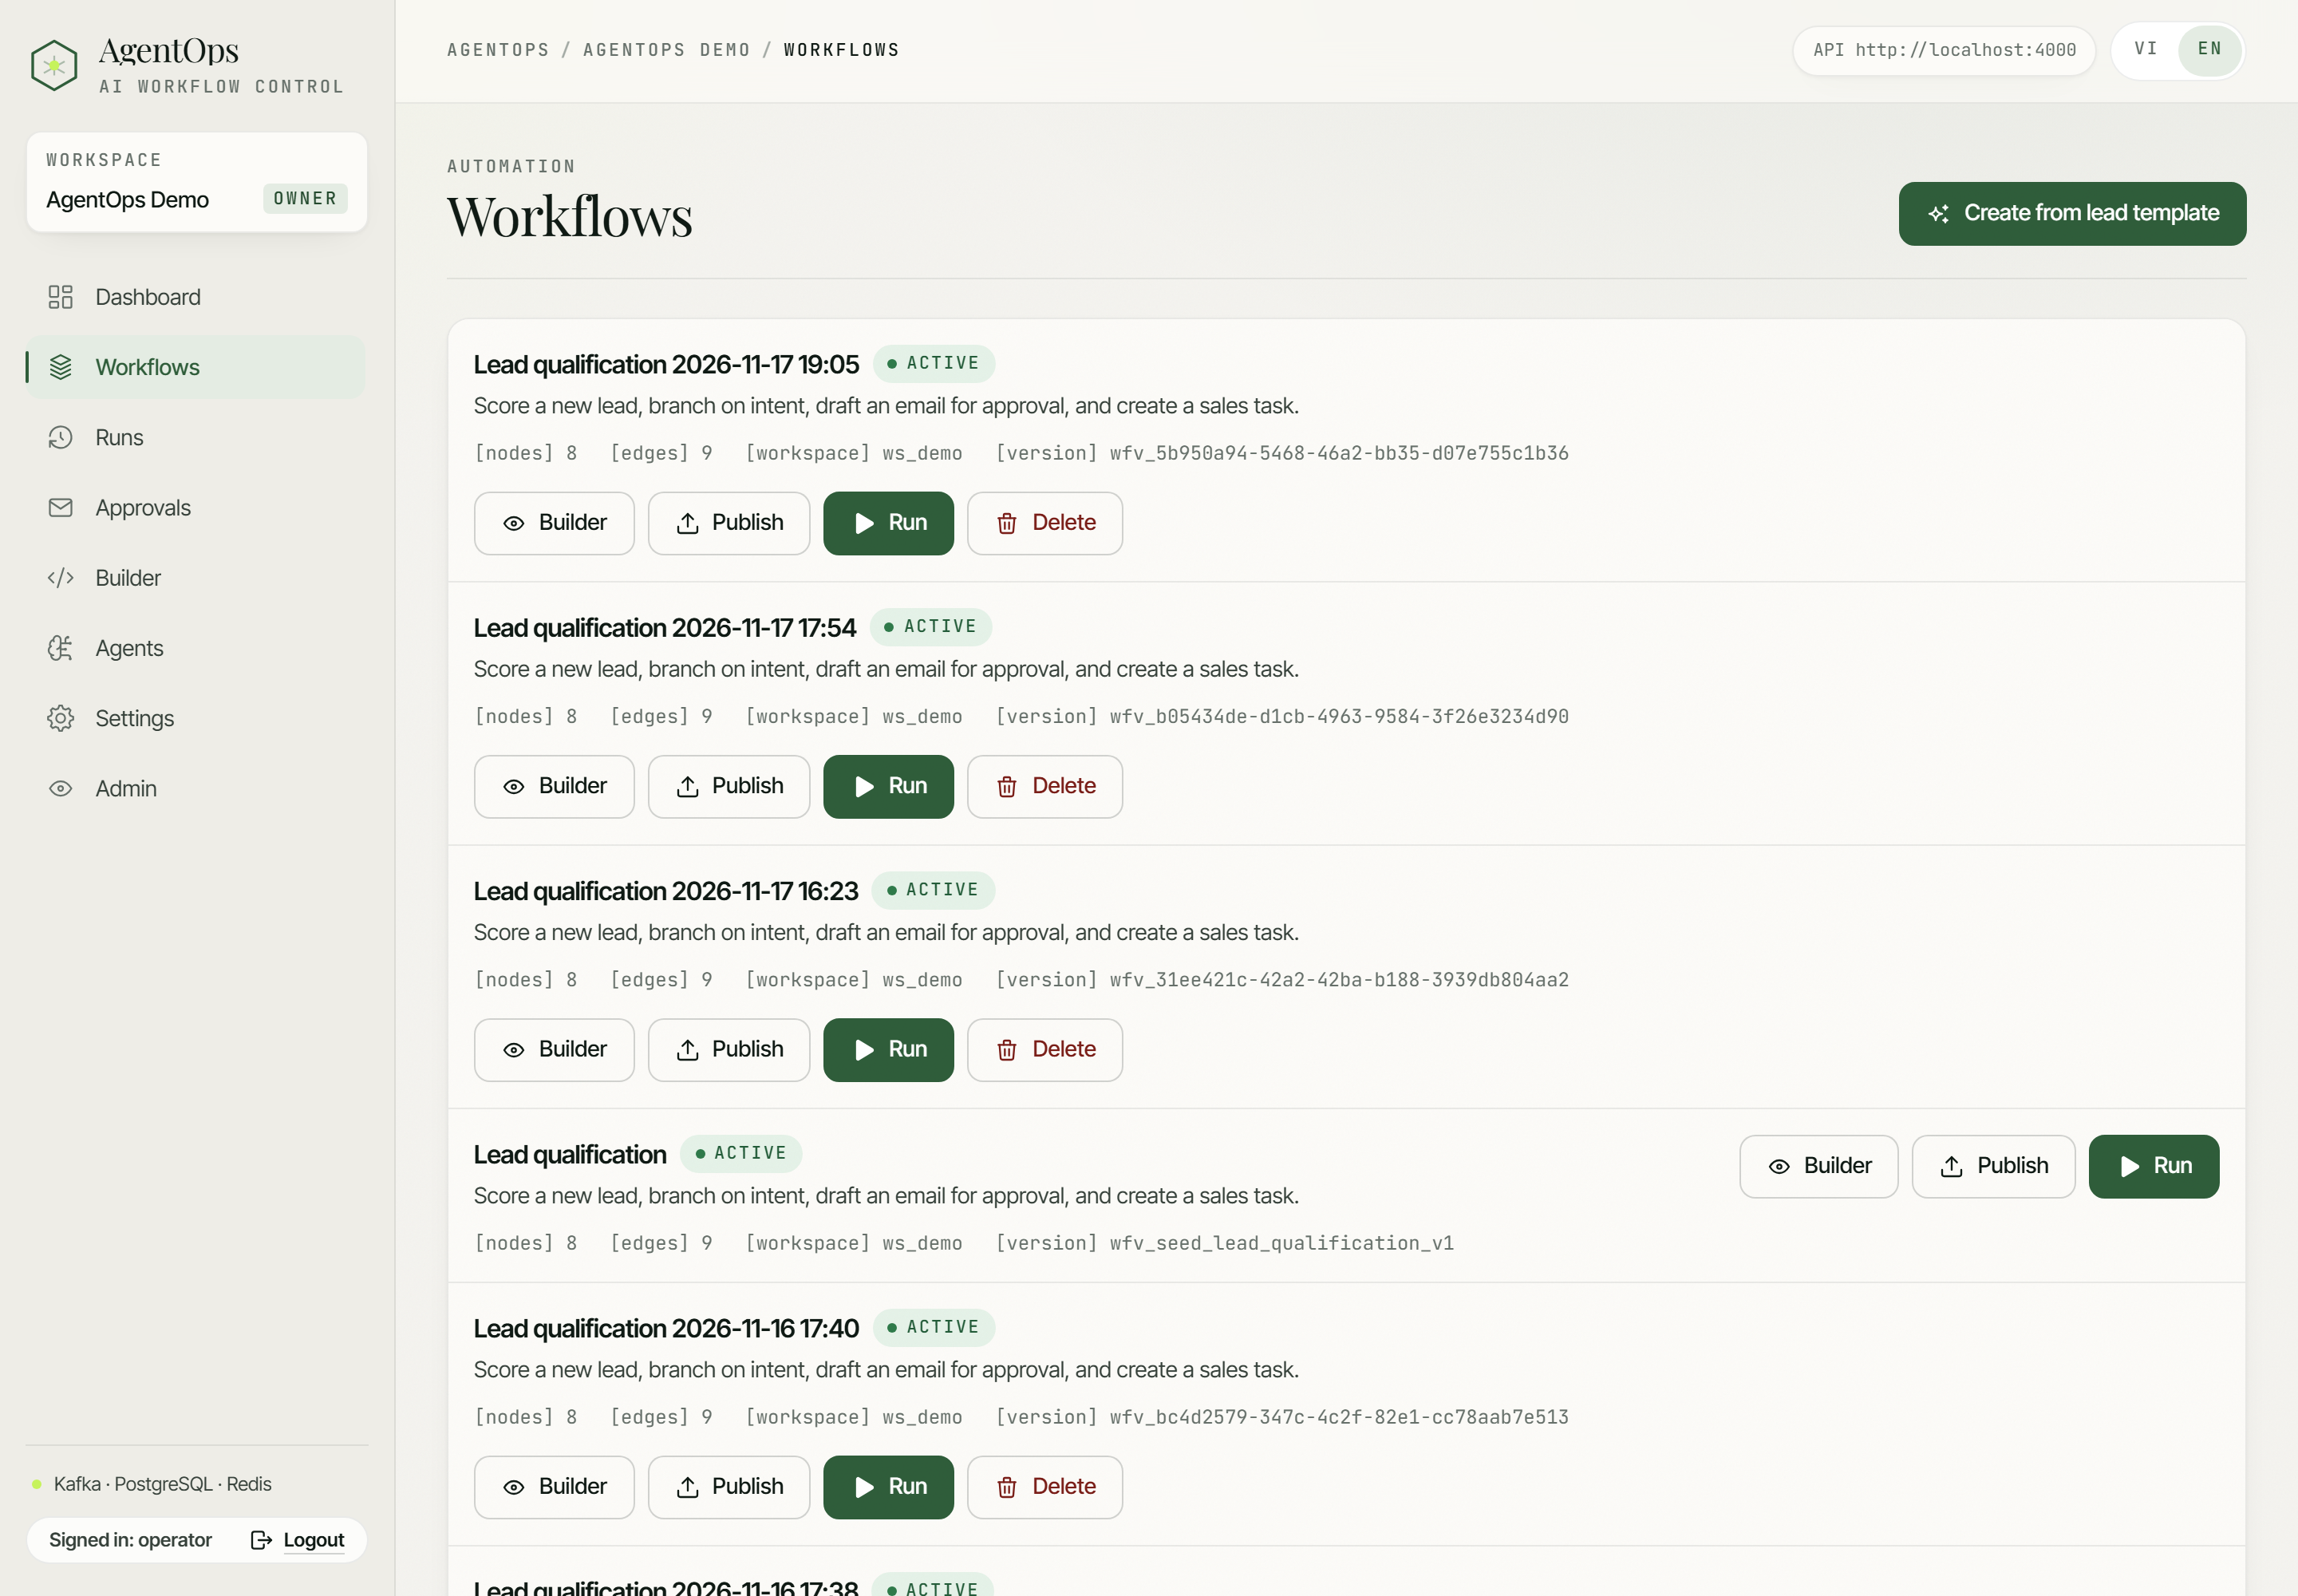 AgentOps
AI WORKFLOW CONTROL
WORKSPACE
AgentOps Demo OWNER
Dashboard
Workflows
Runs
Approvals
Builder
Agents
Settings
Admin
Kafka · PostgreSQL · Redis
Signed in: operator Logout
AGENTOPS / AGENTOPS DEMO / WORKFLOWS
API http://localhost:4000 VI EN
AUTOMATION
Workflows
Create from lead template
Lead qualification 2026-11-17 19:05 ACTIVE
Score a new lead, branch on intent, draft an email for approval, and create a sales task.
[nodes] 8 [edges] 9 [workspace] ws_demo [version] wfv_5b950a94-5468-46a2-bb35-d07e755c1b36
Builder Publish Run Delete
Lead qualification 2026-11-17 17:54 ACTIVE
Score a new lead, branch on intent, draft an email for approval, and create a sales task.
[nodes] 8 [edges] 9 [workspace] ws_demo [version] wfv_b05434de-d1cb-4963-9584-3f26e3234d90
Builder Publish Run Delete
Lead qualification 2026-11-17 16:23 ACTIVE
Score a new lead, branch on intent, draft an email for approval, and create a sales task.
[nodes] 8 [edges] 9 [workspace] ws_demo [version] wfv_31ee421c-42a2-42ba-b188-3939db804aa2
Builder Publish Run Delete
Lead qualification ACTIVE
Builder Publish Run
Score a new lead, branch on intent, draft an email for approval, and create a sales task.
[nodes] 8 [edges] 9 [workspace] ws_demo [version] wfv_seed_lead_qualification_v1
Lead qualification 2026-11-16 17:40 ACTIVE
Score a new lead, branch on intent, draft an email for approval, and create a sales task.
[nodes] 8 [edges] 9 [workspace] ws_demo [version] wfv_bc4d2579-347c-4c2f-82e1-cc78aab7e513
Builder Publish Run Delete
Lead qualification 2026-11-16 17:38 ACTIVE